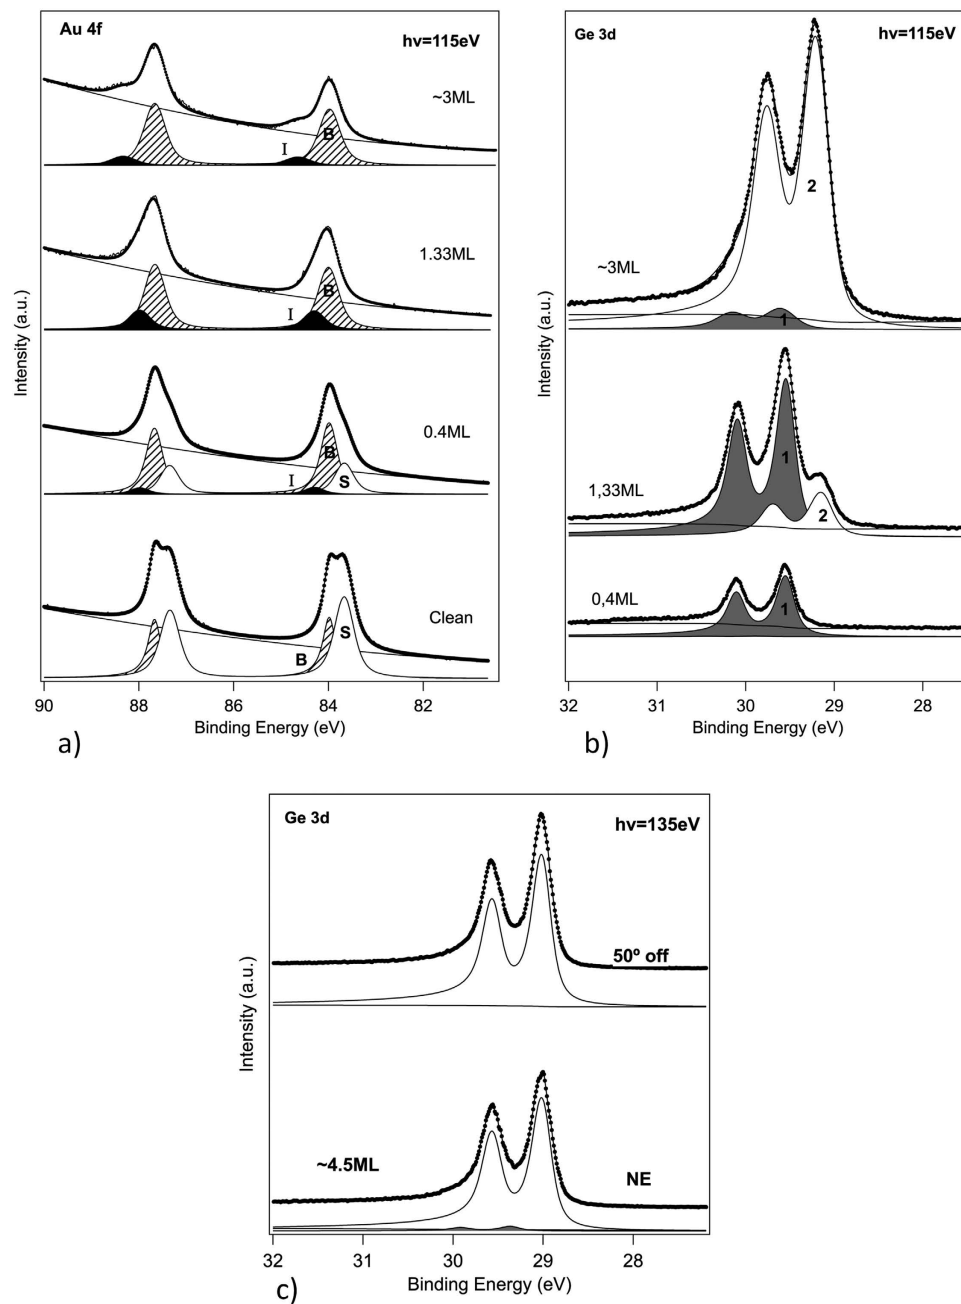 Au 4f
hν=115eV
~3ML
B
I
1.33ML
B
I
0.4ML
B
I
S
Clean
S
B
Intensity (a.u.)
90 88 86 84 82
Binding Energy (eV)
a)
Ge 3d
hν=115eV
2
~3ML
1
1
1,33ML
2
0,4ML
1
Intensity (a.u.)
32 31 30 29 28
Binding Energy (eV)
b)
Ge 3d
hν=135eV
50º off
~4.5ML
NE
Intensity (a.u.)
32 31 30 29 28
Binding Energy (eV)
c)